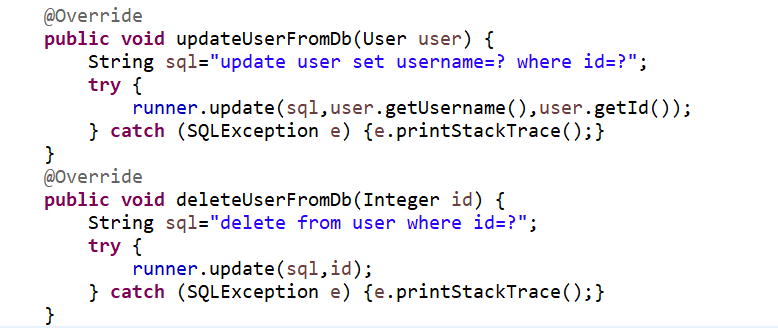 @Override
public void updateUserFromDb(User user) {
    String sql="update user set username=? where id=?";
    try {
        runner.update(sql,user.getUsername(),user.getId());
    } catch (SQLException e) {e.printStackTrace();}
}
@Override
public void deleteUserFromDb(Integer id) {
    String sql="delete from user where id=?";
    try {
        runner.update(sql,id);
    } catch (SQLException e) {e.printStackTrace();}
}